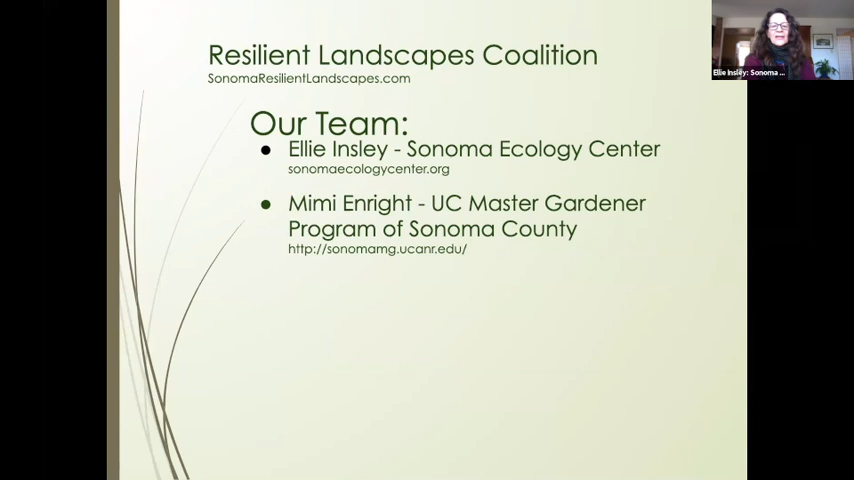 Resilient Landscapes Coalition
SonomaResilientLandscapes.com
Our Team:
● Ellie Insley - Sonoma Ecology Center
sonomaecologycenter.org
● Mimi Enright - UC Master Gardener
Program of Sonoma County
http://sonomamg.ucanr.edu/
Ellie Insley: Sonoma ...